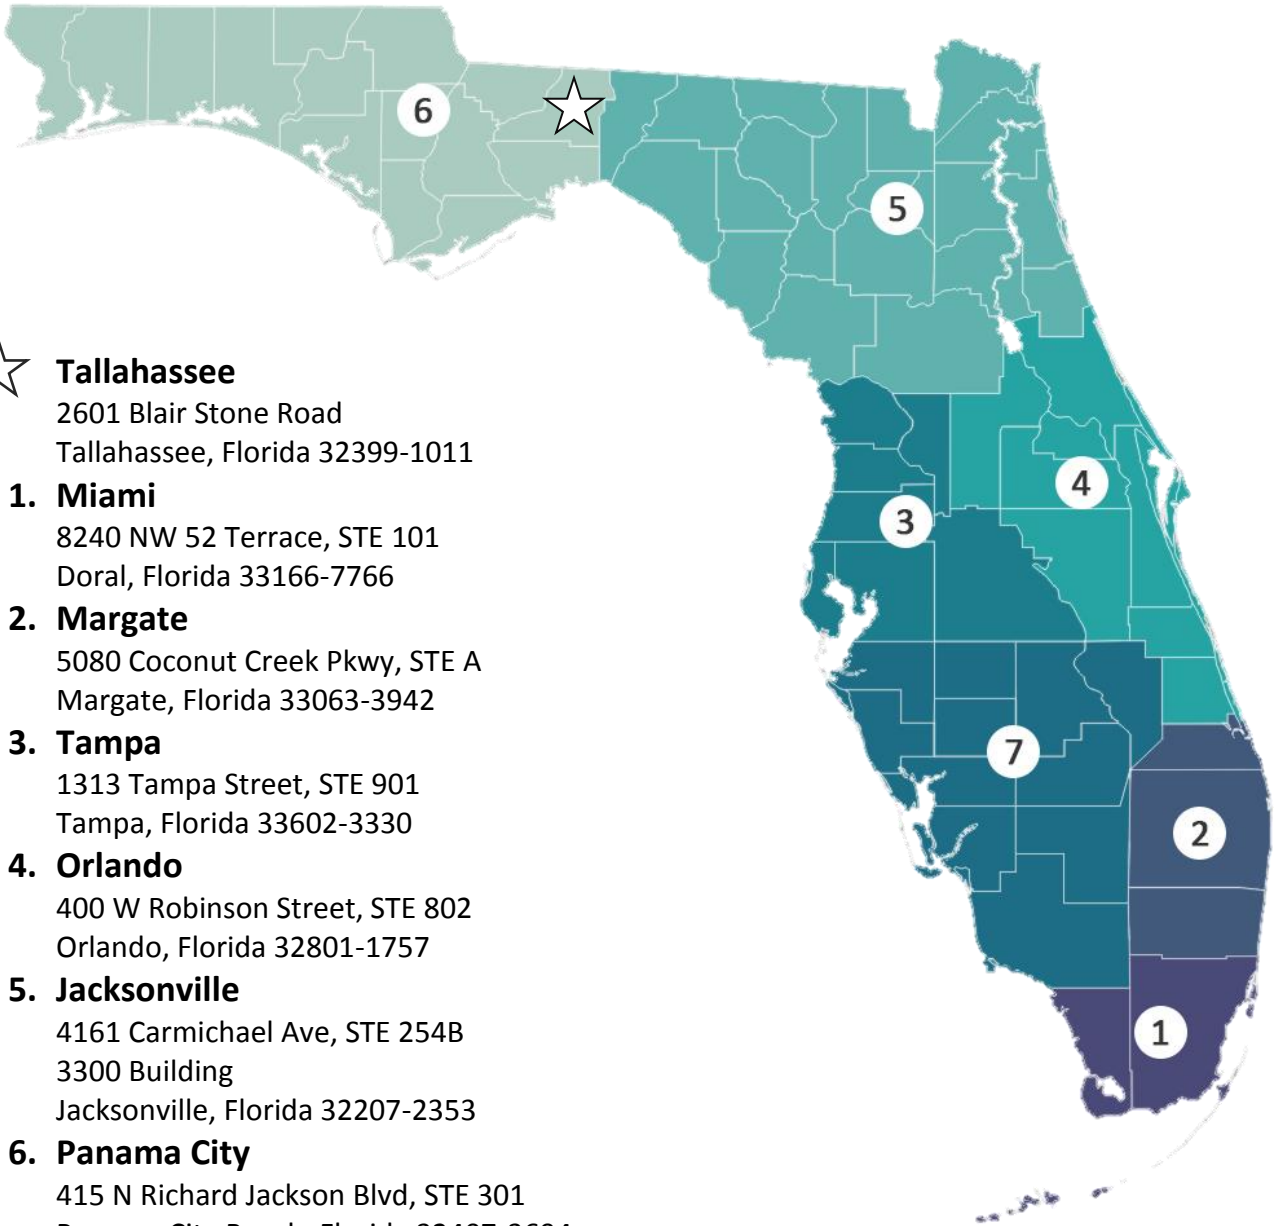 6
5
4
3
7
2
1
Tallahassee
2601 Blair Stone Road
Tallahassee, Florida 32399-1011
1. Miami
8240 NW 52 Terrace, STE 101
Doral, Florida 33166-7766
2. Margate
5080 Coconut Creek Pkwy, STE A
Margate, Florida 33063-3942
3. Tampa
1313 Tampa Street, STE 901
Tampa, Florida 33602-3330
4. Orlando
400 W Robinson Street, STE 802
Orlando, Florida 32801-1757
5. Jacksonville
4161 Carmichael Ave, STE 254B
3300 Building
Jacksonville, Florida 32207-2353
6. Panama City
415 N Richard Jackson Blvd, STE 301